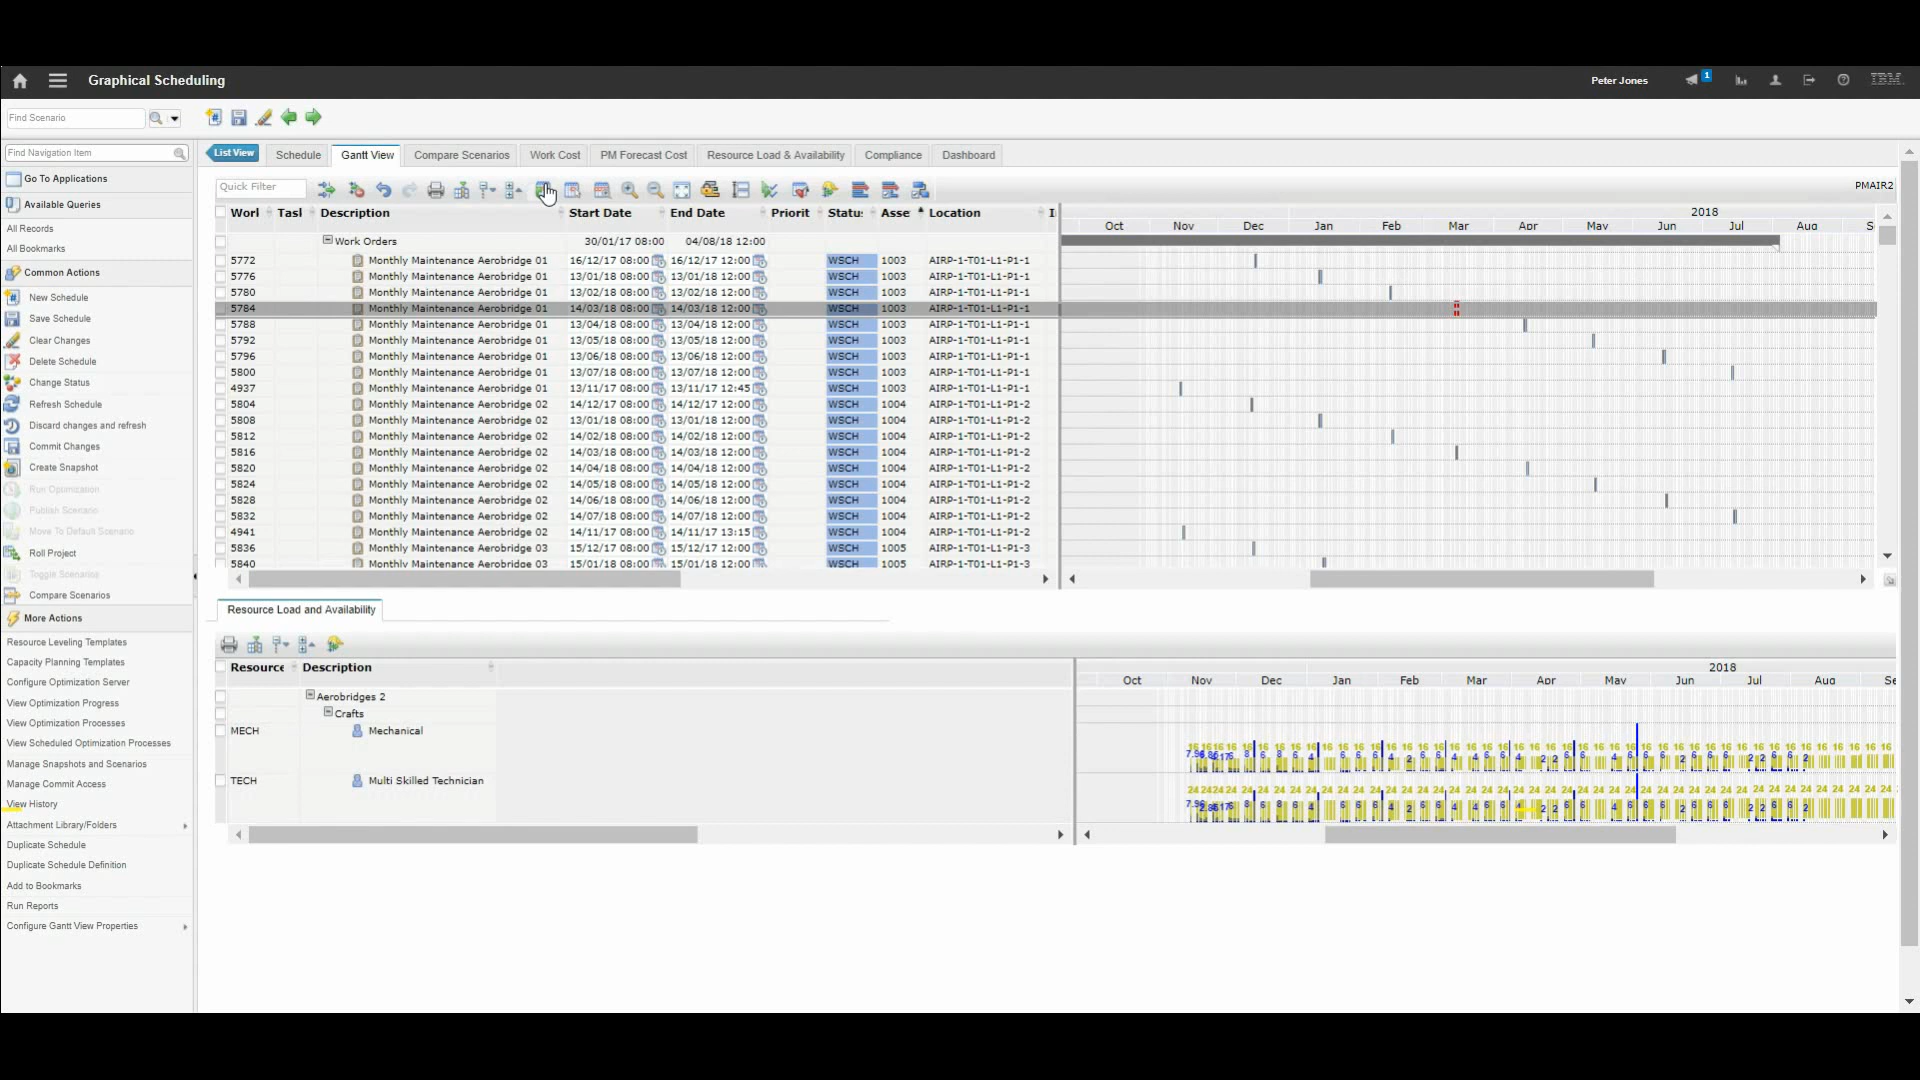 Graphical Scheduling
Peter Jones
1
IBM
Find Scenario
Find Navigation Item
Go To Applications
Available Queries
All Records
All Bookmarks
Common Actions
New Schedule
Save Schedule
Clear Changes
Delete Schedule
Change Status
Refresh Schedule
Discard changes and refresh
Commit Changes
Create Snapshot
Run Optimization
Publish Scenario
Move To Default Scenario
Roll Project
Toggle Scenarios
Compare Scenarios
More Actions
Resource Leveling Templates
Capacity Planning Templates
Configure Optimization Server
View Optimization Progress
View Optimization Processes
View Scheduled Optimization Processes
Manage Snapshots and Scenarios
Manage Commit Access
View History
Attachment Library/Folders
Duplicate Schedule
Duplicate Schedule Definition
Add to Bookmarks
Run Reports
Configure Gantt View Properties
List View Schedule Gantt View Compare Scenarios Work Cost PM Forecast Cost Resource Load & Availability Compliance Dashboard
Quick Filter
PMAIR2
Worl Tasl Description Start Date End Date Priorit Statu: Asse Location
2018
Oct Nov Dec Jan Feb Mar Apr May Jun Jul Aug
Work Orders 30/01/17 08:00 04/08/18 12:00
5772 Monthly Maintenance Aerobridge 01 16/12/17 08:00 16/12/17 12:00 WSCH 1003 AIRP-1-T01-L1-P1-1
5776 Monthly Maintenance Aerobridge 01 13/01/18 08:00 13/01/18 12:00 WSCH 1003 AIRP-1-T01-L1-P1-1
5780 Monthly Maintenance Aerobridge 01 13/02/18 08:00 13/02/18 12:00 WSCH 1003 AIRP-1-T01-L1-P1-1
5784 Monthly Maintenance Aerobridge 01 14/03/18 08:00 14/03/18 12:00 WSCH 1003 AIRP-1-T01-L1-P1-1
5788 Monthly Maintenance Aerobridge 01 13/04/18 08:00 13/04/18 12:00 WSCH 1003 AIRP-1-T01-L1-P1-1
5792 Monthly Maintenance Aerobridge 01 13/05/18 08:00 13/05/18 12:00 WSCH 1003 AIRP-1-T01-L1-P1-1
5796 Monthly Maintenance Aerobridge 01 13/06/18 08:00 13/06/18 12:00 WSCH 1003 AIRP-1-T01-L1-P1-1
5800 Monthly Maintenance Aerobridge 01 13/07/18 08:00 13/07/18 12:00 WSCH 1003 AIRP-1-T01-L1-P1-1
4937 Monthly Maintenance Aerobridge 01 13/11/17 08:00 13/11/17 12:45 WSCH 1003 AIRP-1-T01-L1-P1-1
5804 Monthly Maintenance Aerobridge 02 14/12/17 08:00 14/12/17 12:00 WSCH 1004 AIRP-1-T01-L1-P1-2
5808 Monthly Maintenance Aerobridge 02 13/01/18 08:00 13/01/18 12:00 WSCH 1004 AIRP-1-T01-L1-P1-2
5812 Monthly Maintenance Aerobridge 02 14/02/18 08:00 14/02/18 12:00 WSCH 1004 AIRP-1-T01-L1-P1-2
5816 Monthly Maintenance Aerobridge 02 14/03/18 08:00 14/03/18 12:00 WSCH 1004 AIRP-1-T01-L1-P1-2
5820 Monthly Maintenance Aerobridge 02 14/04/18 08:00 14/04/18 12:00 WSCH 1004 AIRP-1-T01-L1-P1-2
5824 Monthly Maintenance Aerobridge 02 14/05/18 08:00 14/05/18 12:00 WSCH 1004 AIRP-1-T01-L1-P1-2
5828 Monthly Maintenance Aerobridge 02 14/06/18 08:00 14/06/18 12:00 WSCH 1004 AIRP-1-T01-L1-P1-2
5832 Monthly Maintenance Aerobridge 02 14/07/18 08:00 14/07/18 12:00 WSCH 1004 AIRP-1-T01-L1-P1-2
4941 Monthly Maintenance Aerobridge 02 14/11/17 08:00 14/11/17 13:15 WSCH 1004 AIRP-1-T01-L1-P1-2
5836 Monthly Maintenance Aerobridge 03 15/12/17 08:00 15/12/17 12:00 WSCH 1005 AIRP-1-T01-L1-P1-3
5840 Monthly Maintenance Aerobridge 03 15/01/18 08:00 15/01/18 12:00 WSCH 1005 AIRP-1-T01-L1-P1-3
Resource Load and Availability
Resource Description
2018
Oct Nov Dec Jan Feb Mar Apr May Jun Jul Aug Se
Aerobridges 2
Crafts
MECH Mechanical
TECH Multi Skilled Technician